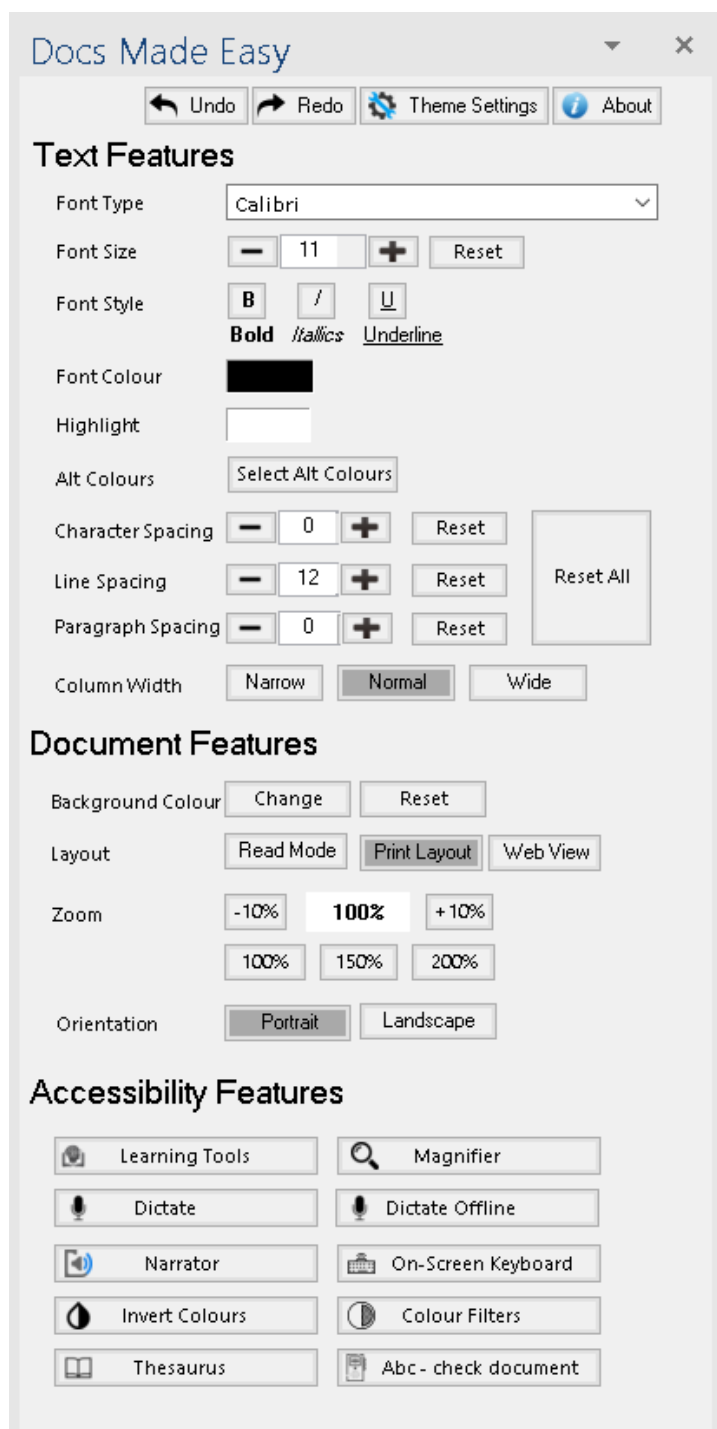 Docs Made Easy
Undo Redo Theme Settings About
Text Features
Font Type Calibri
Font Size 11 Reset
Font Style B I U
Bold Itallics Underline
Font Colour
Highlight
Alt Colours Select Alt Colours
Character Spacing 0 Reset
Line Spacing 12 Reset Reset All
Paragraph Spacing 0 Reset
Column Width Narrow Normal Wide
Document Features
Background Colour Change Reset
Layout Read Mode Print Layout Web View
Zoom -10% 100% +10%
100% 150% 200%
Orientation Portrait Landscape
Accessibility Features
Learning Tools Magnifier
Dictate Dictate Offline
Narrator On-Screen Keyboard
Invert Colours Colour Filters
Thesaurus Abc - check document